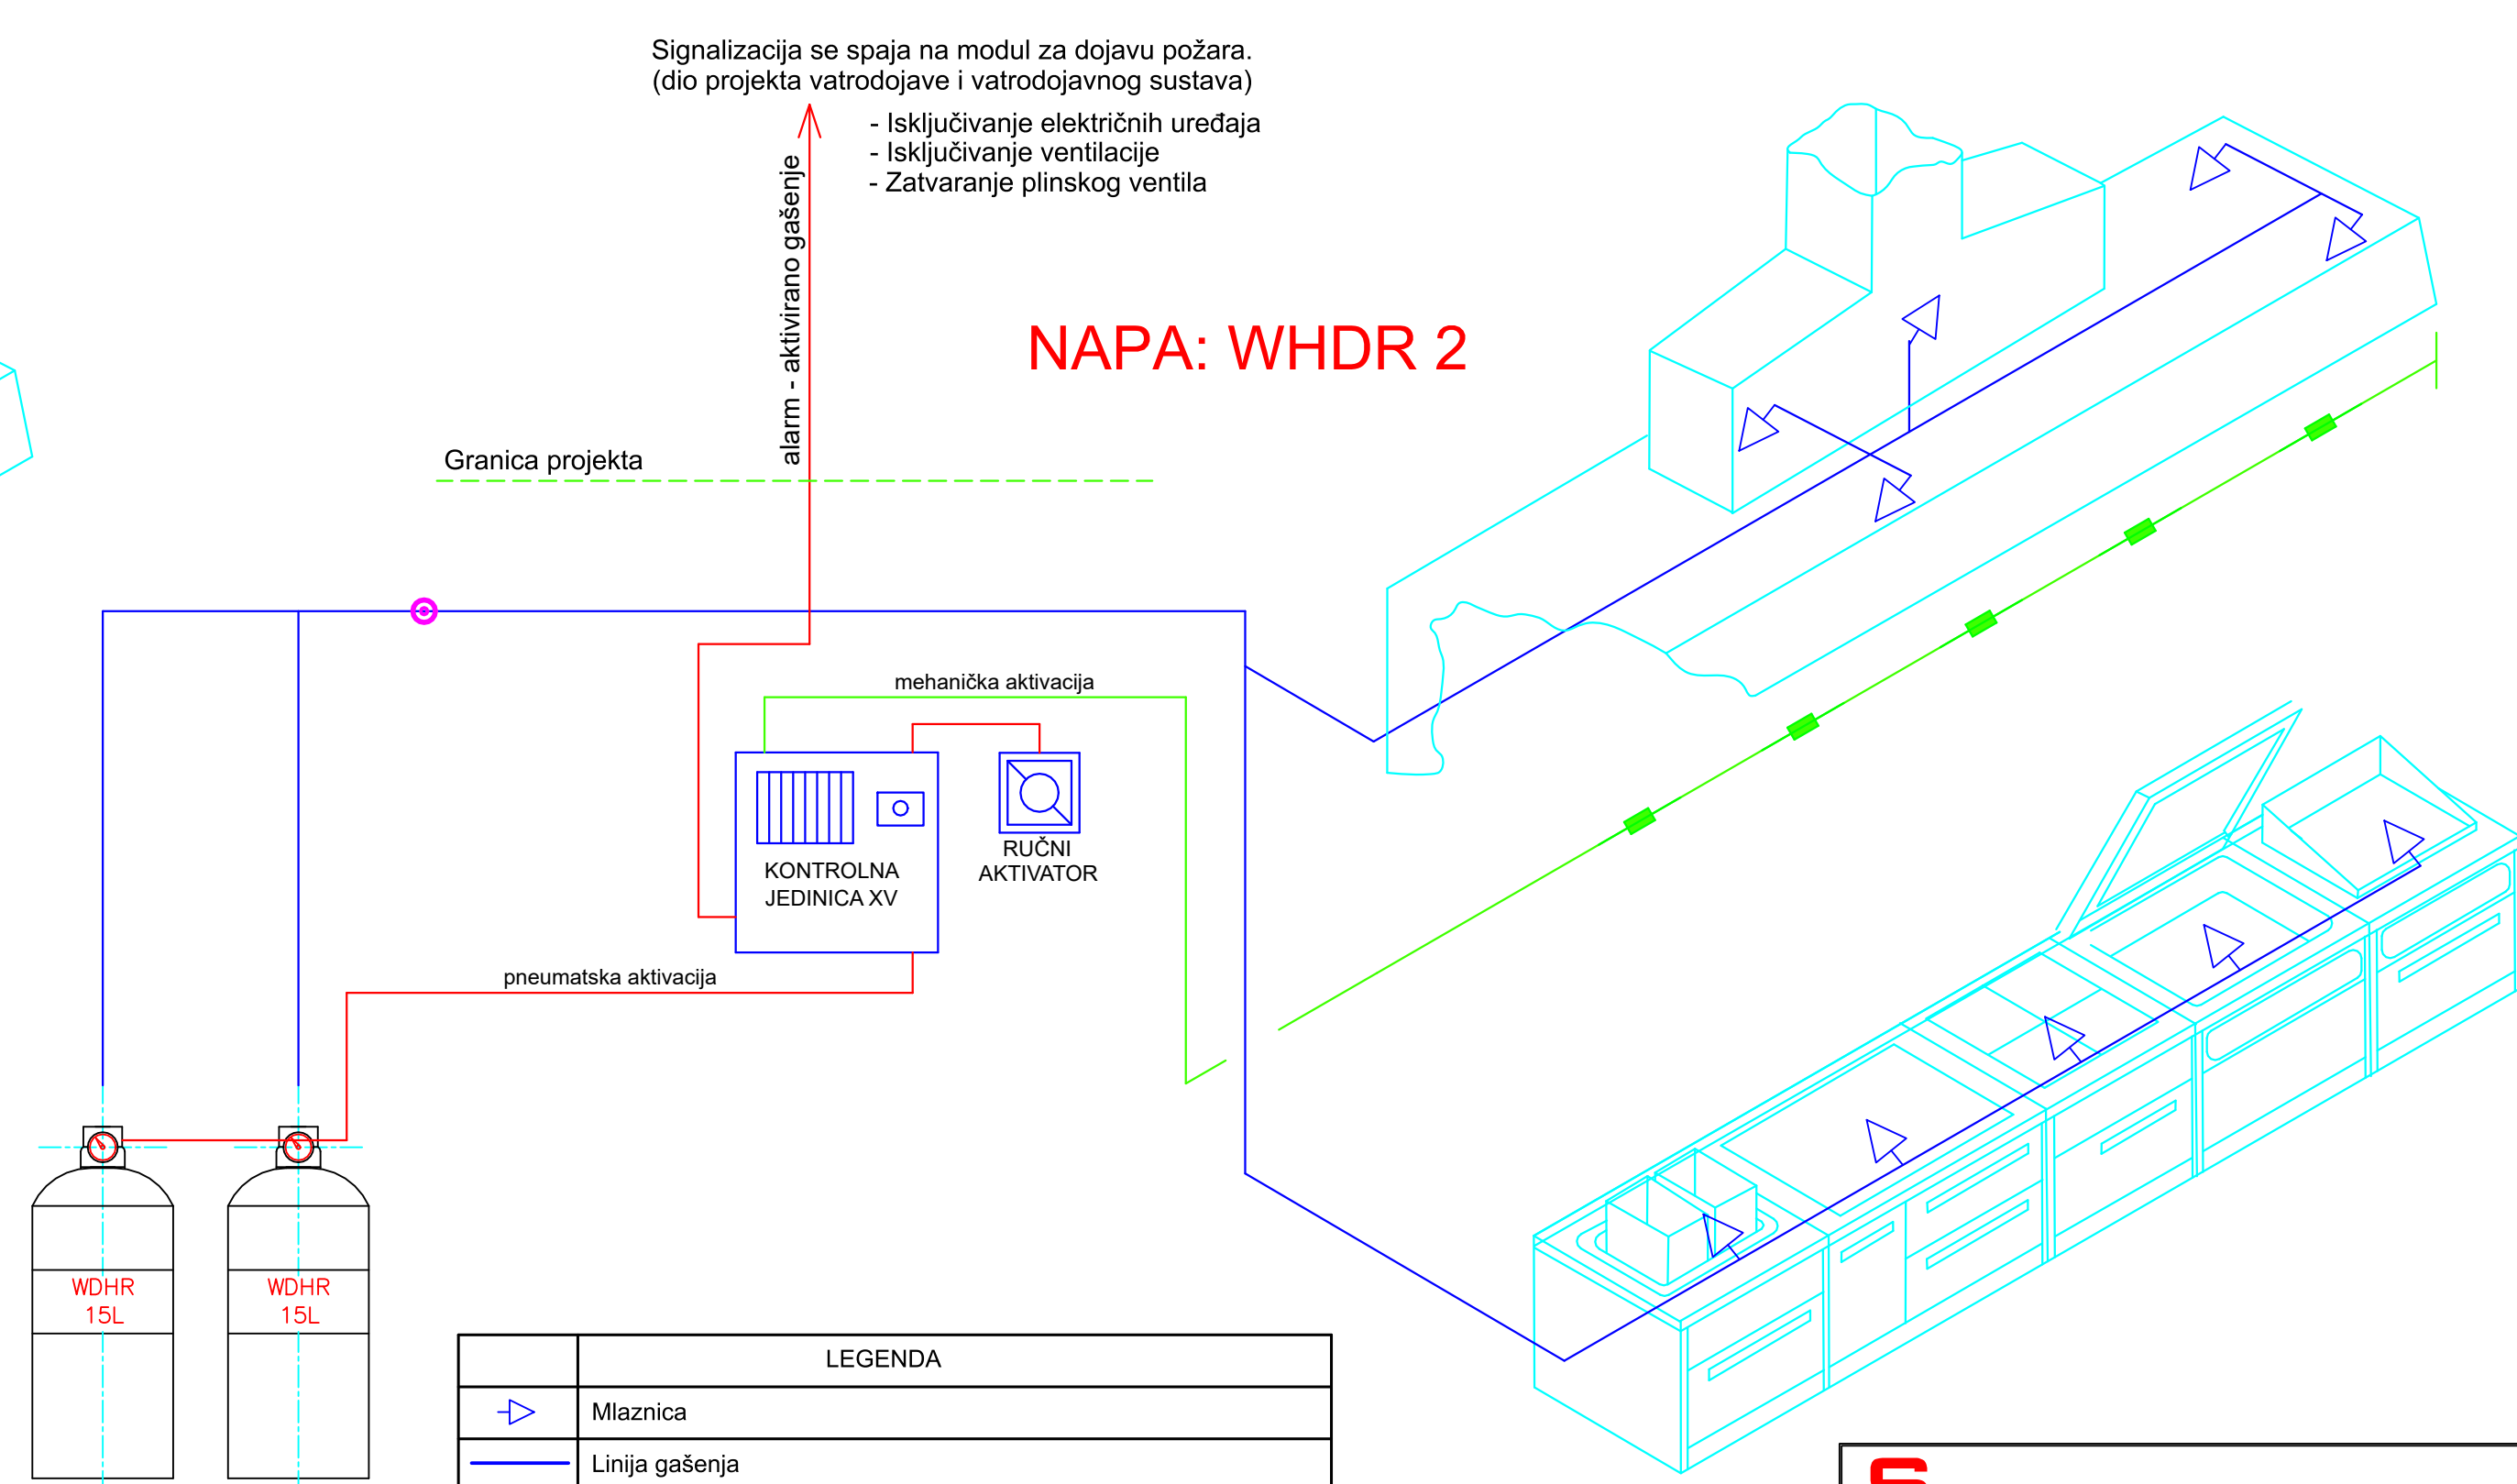 Signalizacija se spaja na modul za dojavu požara.
(dio projekta vatrodojave i vatrodojavnog sustava)
- Isključivanje električnih uređaja
- Isključivanje ventilacije
- Zatvaranje plinskog ventila
alarm - aktivirano gašenje
NAPA: WHDR 2
Granica projekta
mehanička aktivacija
KONTROLNA
JEDINICA XV
RUČNI
AKTIVATOR
pneumatska aktivacija
WDHR
15L
WDHR
15L
LEGENDA
Mlaznica
Linija gašenja